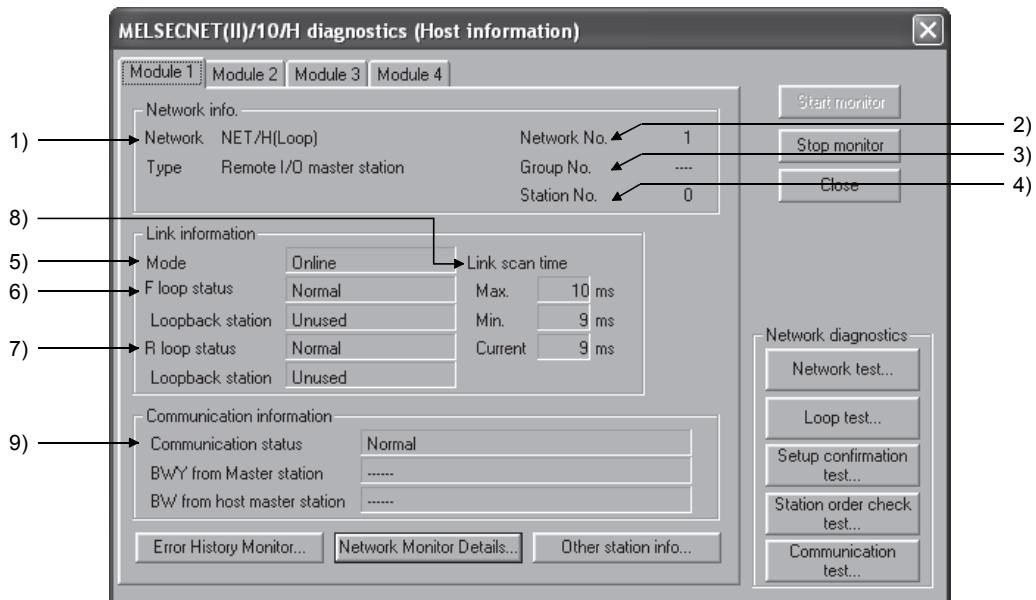 MELSECNET(II)/10/H diagnostics (Host information)
Module 1 Module 2 Module 3 Module 4
Network info.
1) Network NET/H(Loop) Network No. 1 2)
Type Remote I/O master station Group No. ---- 3)
Station No. 0 4)
Start monitor
Stop monitor
Close
8)
Link information
5) Mode Online Link scan time
6) F loop status Normal Max. 10 ms
Loopback station Unused Min. 9 ms
7) R loop status Normal Current 9 ms
Loopback station Unused
Communication information
9) Communication status Normal
BWY from Master station ------
BW from host master station ------
Error History Monitor... Network Monitor Details... Other station info...
Network diagnostics
Network test...
Loop test...
Setup confirmation
test...
Station order check
test...
Communication
test...